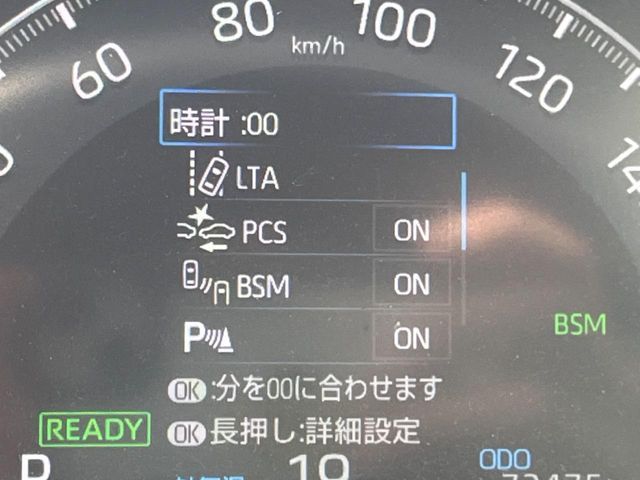 80
100
60
km/h
120
時計 :00
LTA
PCS ON
BSM ON
BSM
P ON
OK :分を00に合わせます
READY
OK 長押し:詳細設定
P
19
ODO